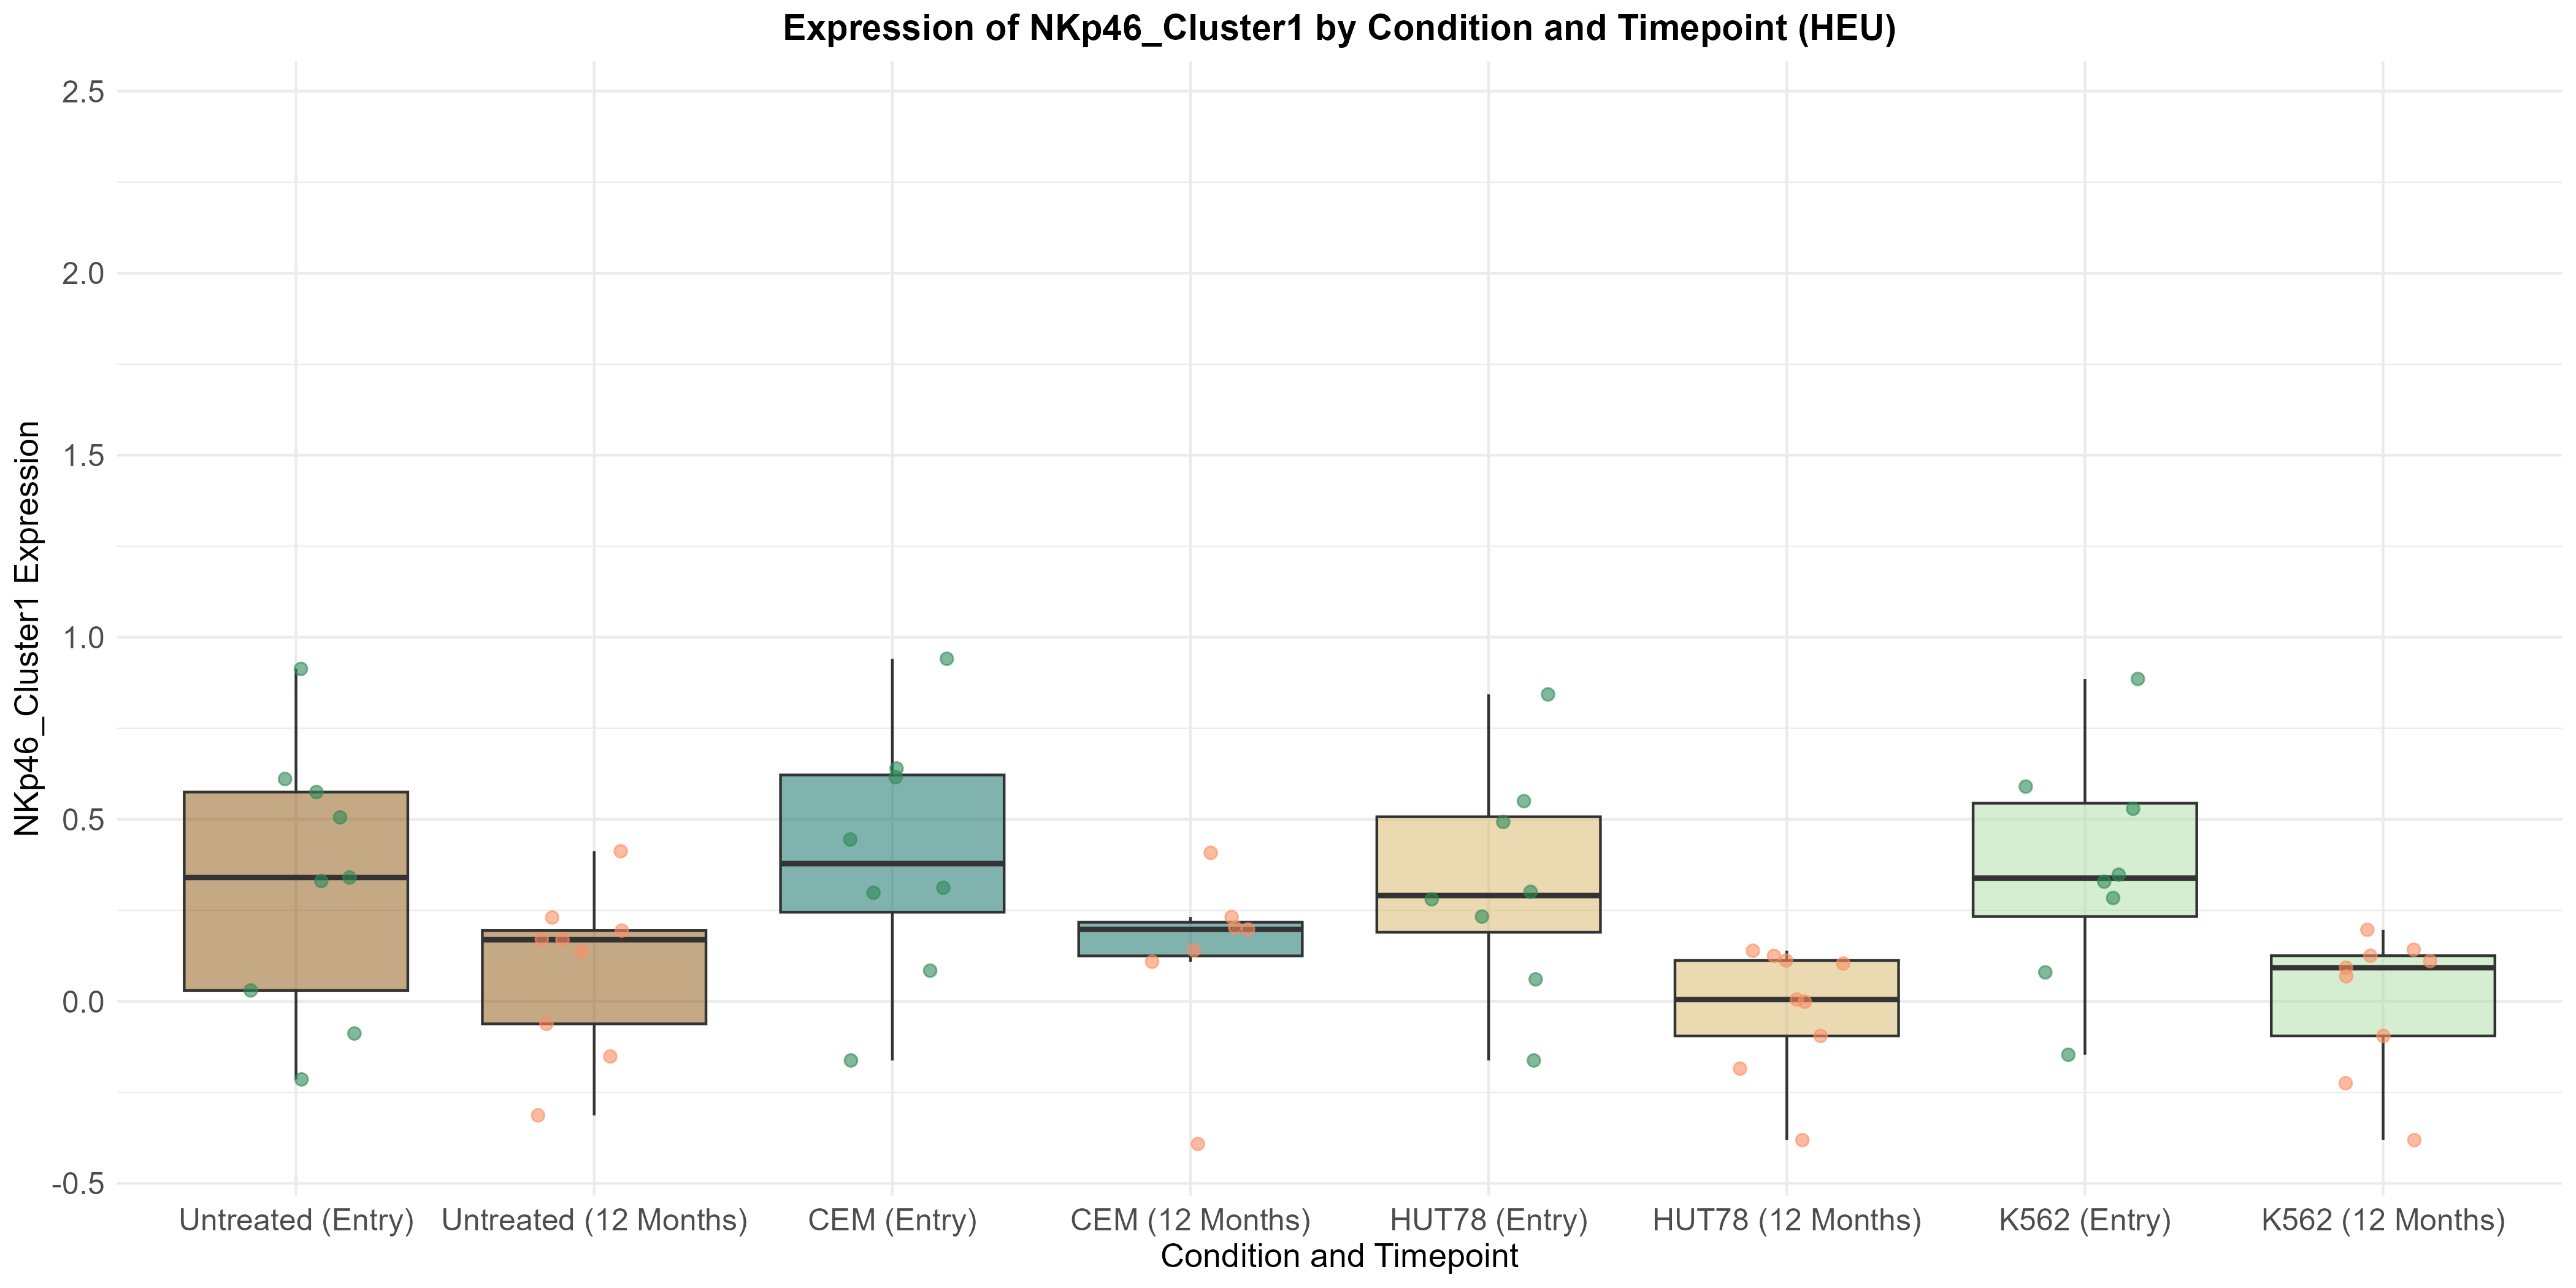 Expression of NKp46_Cluster1 by Condition and Timepoint (HEU)
NKp46_Cluster1 Expression
2.5
2.0
1.5
1.0
0.5
0.0
-0.5
Untreated (Entry) Untreated (12 Months) CEM (Entry) CEM (12 Months) HUT78 (Entry) HUT78 (12 Months) K562 (Entry) K562 (12 Months)
Condition and Timepoint